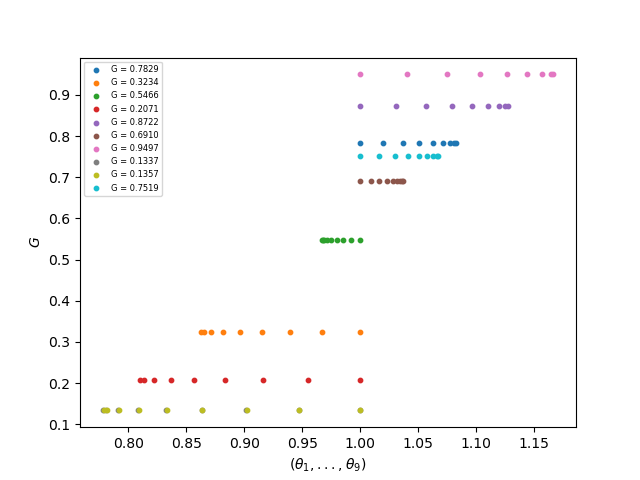 G = 0.7829
G = 0.3234
G = 0.5466
G = 0.2071
G = 0.8722
G = 0.6910
G = 0.9497
G = 0.1337
G = 0.1357
G = 0.7519
0.9
0.8
0.7
0.6
0.5
0.4
0.3
0.2
0.1
G
0.80 0.85 0.90 0.95 1.00 1.05 1.10 1.15
(θ₁, . . . , θ₉)